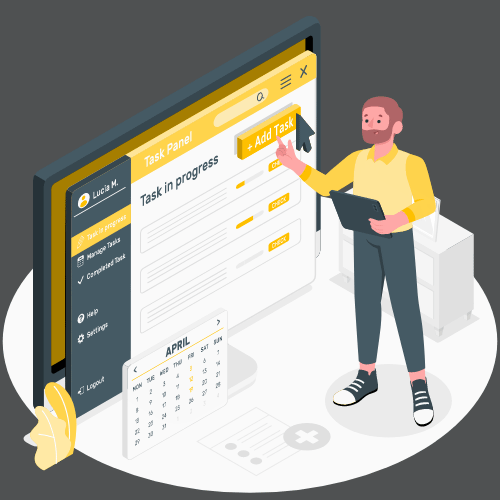 Task Panel
+ Add Task
Lucia M.
Task in progress
Task in progress
Manage Tasks
Completed Task
Help
Settings
Logout
CHECK
CHECK
APRIL
MON TUE WED THU FRI SAT SUN